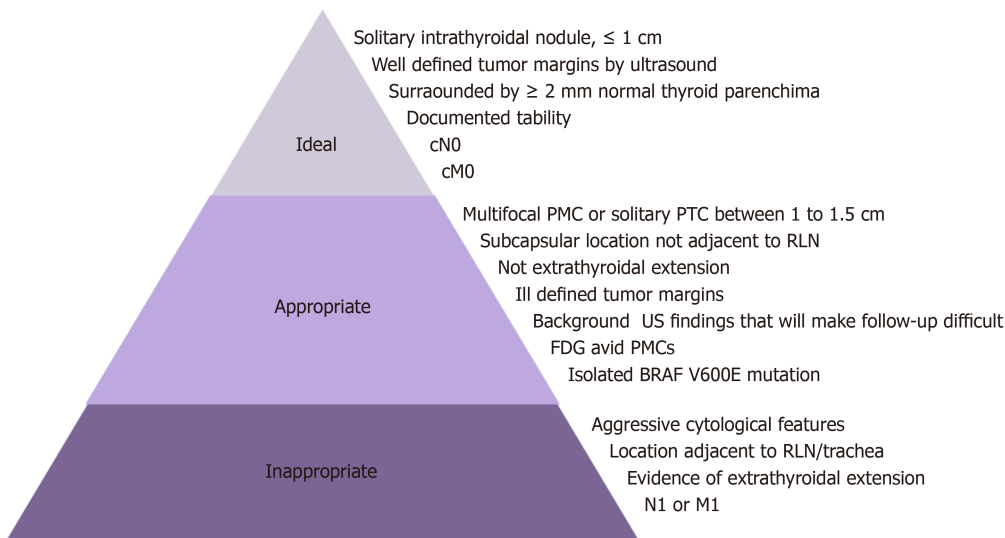 Solitary intrathyroidal nodule, ≤ 1 cm
Well defined tumor margins by ultrasound
Surraounded by ≥ 2 mm normal thyroid parenchima
Documented tability
Ideal
cN0
cM0
Multifocal PMC or solitary PTC between 1 to 1.5 cm
Subcapsular location not adjacent to RLN
Not extrathyroidal extension
Ill defined tumor margins
Appropriate
Background US findings that will make follow-up difficult
FDG avid PMCs
Isolated BRAF V600E mutation
Aggressive cytological features
Location adjacent to RLN/trachea
Inappropriate
Evidence of extrathyroidal extension
N1 or M1